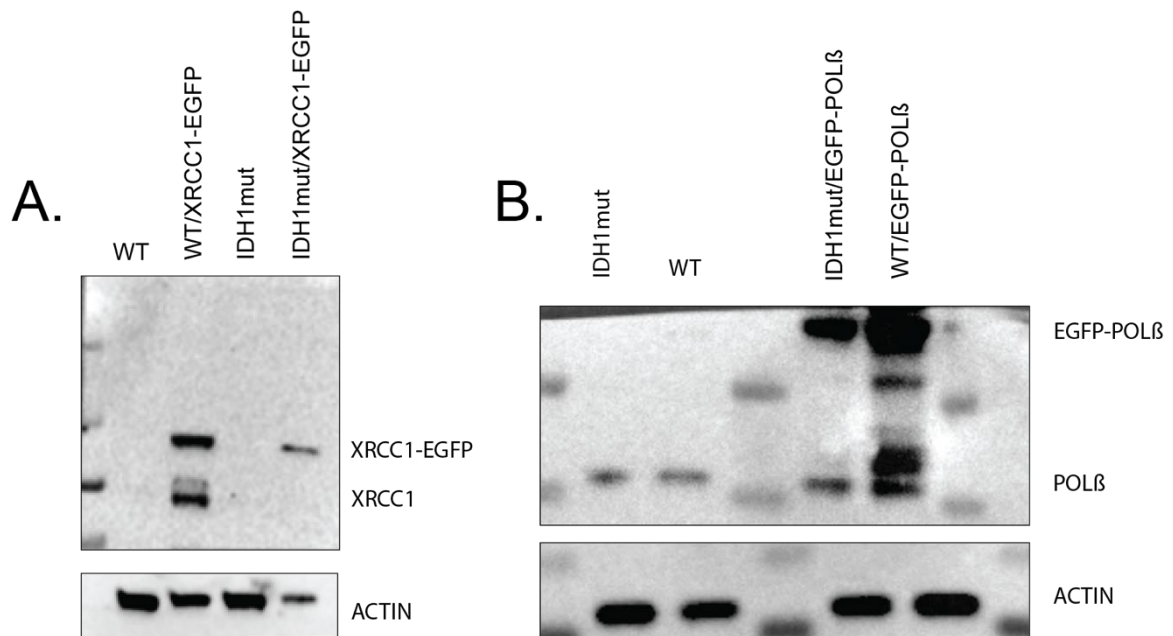 A.
WT
WT/XRCC1-EGFP
IDH1mut
IDH1mut/XRCC1-EGFP
XRCC1-EGFP
XRCC1
ACTIN
B.
IDH1mut
WT
IDH1mut/EGFP-POLß
WT/EGFP-POLß
EGFP-POLß
POLß
ACTIN